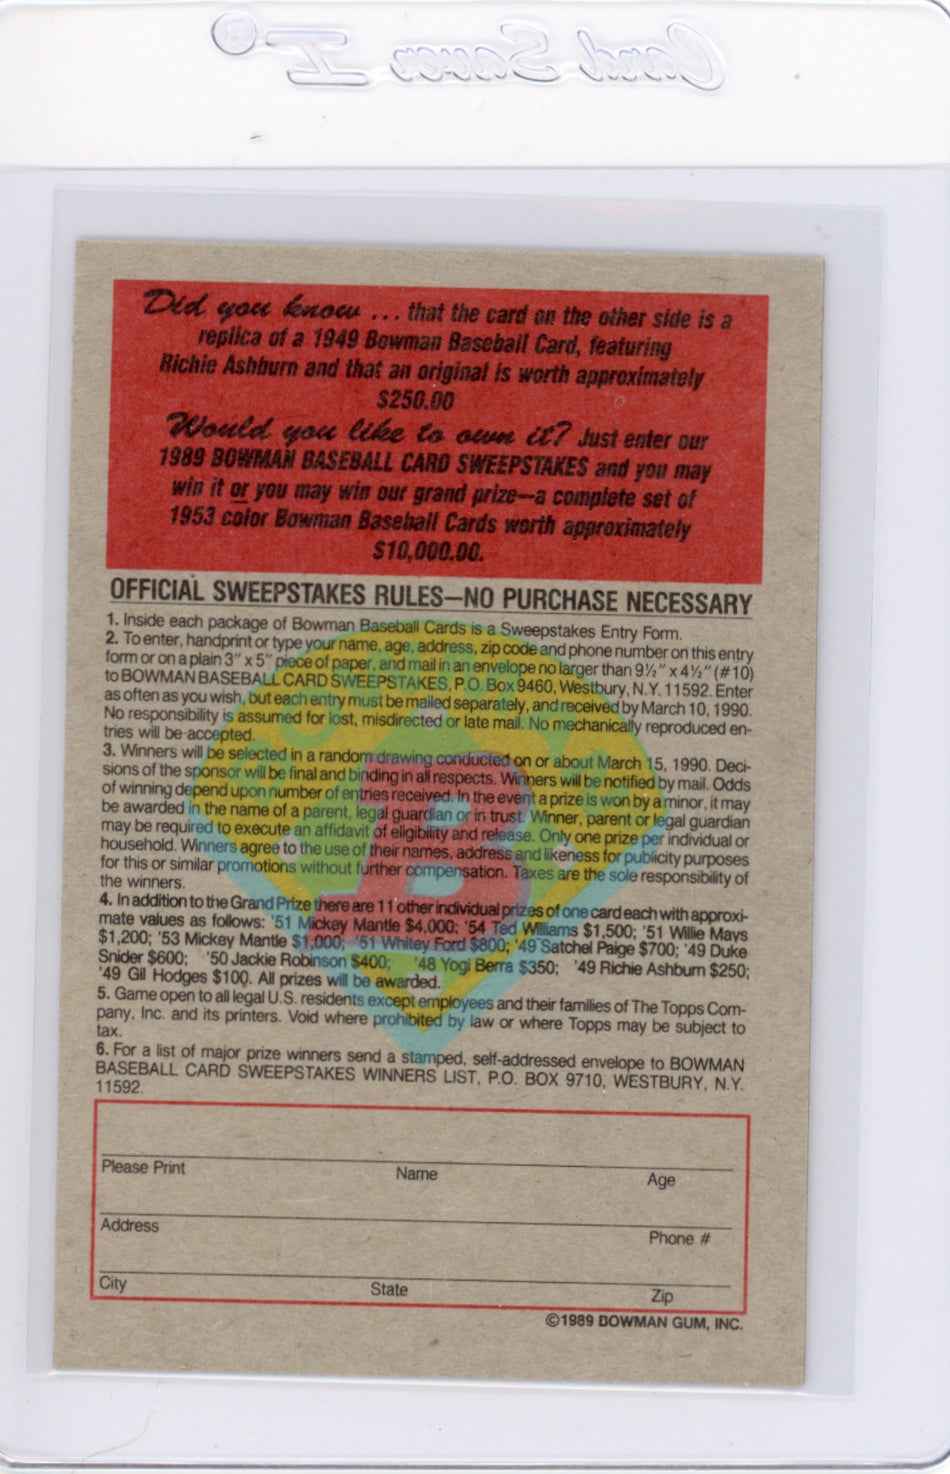 Card Saver II®
Did you know ... that the card on the other side is a
replica of a 1949 Bowman Baseball Card, featuring
Richie Ashburn and that an original is worth approximately
$250.00
Would you like to own it? Just enter our
1989 BOWMAN BASEBALL CARD SWEEPSTAKES and you may
win it or you may win our grand prize—a complete set of
1953 color Bowman Baseball Cards worth approximately
$10,000.00.
OFFICIAL SWEEPSTAKES RULES—NO PURCHASE NECESSARY
1. Inside each package of Bowman Baseball Cards is a Sweepstakes Entry Form.
2. To enter, handprint or type your name, age, address, zip code and phone number on this entry
form or on a plain 3" x 5" piece of paper, and mail in an envelope no larger than 9½" x 4½" (#10)
to BOWMAN BASEBALL CARD SWEEPSTAKES, P.O. Box 9460, Westbury, N.Y. 11592. Enter
as often as you wish, but each entry must be mailed separately, and received by March 10, 1990.
No responsibility is assumed for lost, misdirected or late mail. No mechanically reproduced en-
tries will be accepted.
3. Winners will be selected in a random drawing conducted on or about March 15, 1990. Deci-
sions of the sponsor will be final and binding in all respects. Winners will be notified by mail. Odds
of winning depend upon number of entries received. In the event a prize is won by a minor, it may
be awarded in the name of a parent, legal guardian or in trust. Winner, parent or legal guardian
may be required to execute an affidavit of eligibility and release. Only one prize per individual or
household. Winners agree to the use of their names, address and likeness for publicity purposes
for this or similar promotions without further compensation. Taxes are the sole responsibility of
the winners.
4. In addition to the Grand Prize there are 11 other individual prizes of one card each with approxi-
mate values as follows: '51 Mickey Mantle $4,000; '54 Ted Williams $1,500; '51 Willie Mays
$1,200; '53 Mickey Mantle $1,000; '51 Whitey Ford $800; '49 Satchel Paige $700; '49 Duke
Snider $600; '50 Jackie Robinson $400; '48 Yogi Berra $350; '49 Richie Ashburn $250;
'49 Gil Hodges $100. All prizes will be awarded.
5. Game open to all legal U.S. residents except employees and their families of The Topps Com-
pany, Inc. and its printers. Void where prohibited by law or where Topps may be subject to
tax.
6. For a list of major prize winners send a stamped, self-addressed envelope to BOWMAN
BASEBALL CARD SWEEPSTAKES WINNERS LIST, P.O. BOX 9710, WESTBURY, N.Y.
11592.
B
Please Print Name Age
Address Phone #
City State Zip
©1989 BOWMAN GUM, INC.